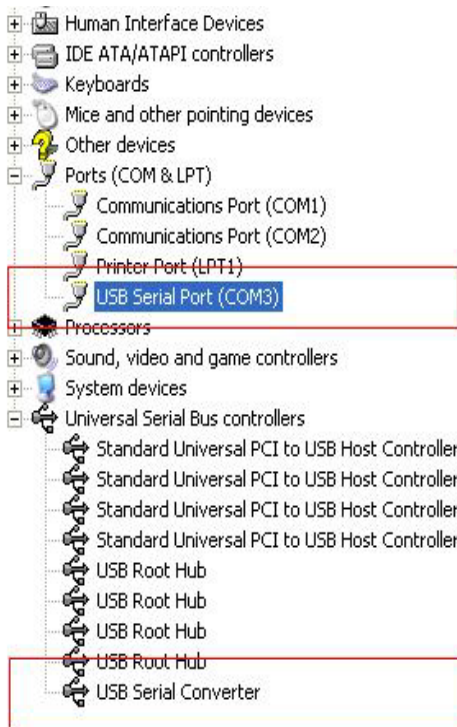 Human Interface Devices
IDE ATA/ATAPI controllers
Keyboards
Mice and other pointing devices
Other devices
Ports (COM & LPT)
Communications Port (COM1)
Communications Port (COM2)
Printer Port (LPT1)
USB Serial Port (COM3)
Processors
Sound, video and game controllers
System devices
Universal Serial Bus controllers
Standard Universal PCI to USB Host Controller
Standard Universal PCI to USB Host Controller
Standard Universal PCI to USB Host Controller
Standard Universal PCI to USB Host Controller
USB Root Hub
USB Root Hub
USB Root Hub
USB Root Hub
USB Serial Converter